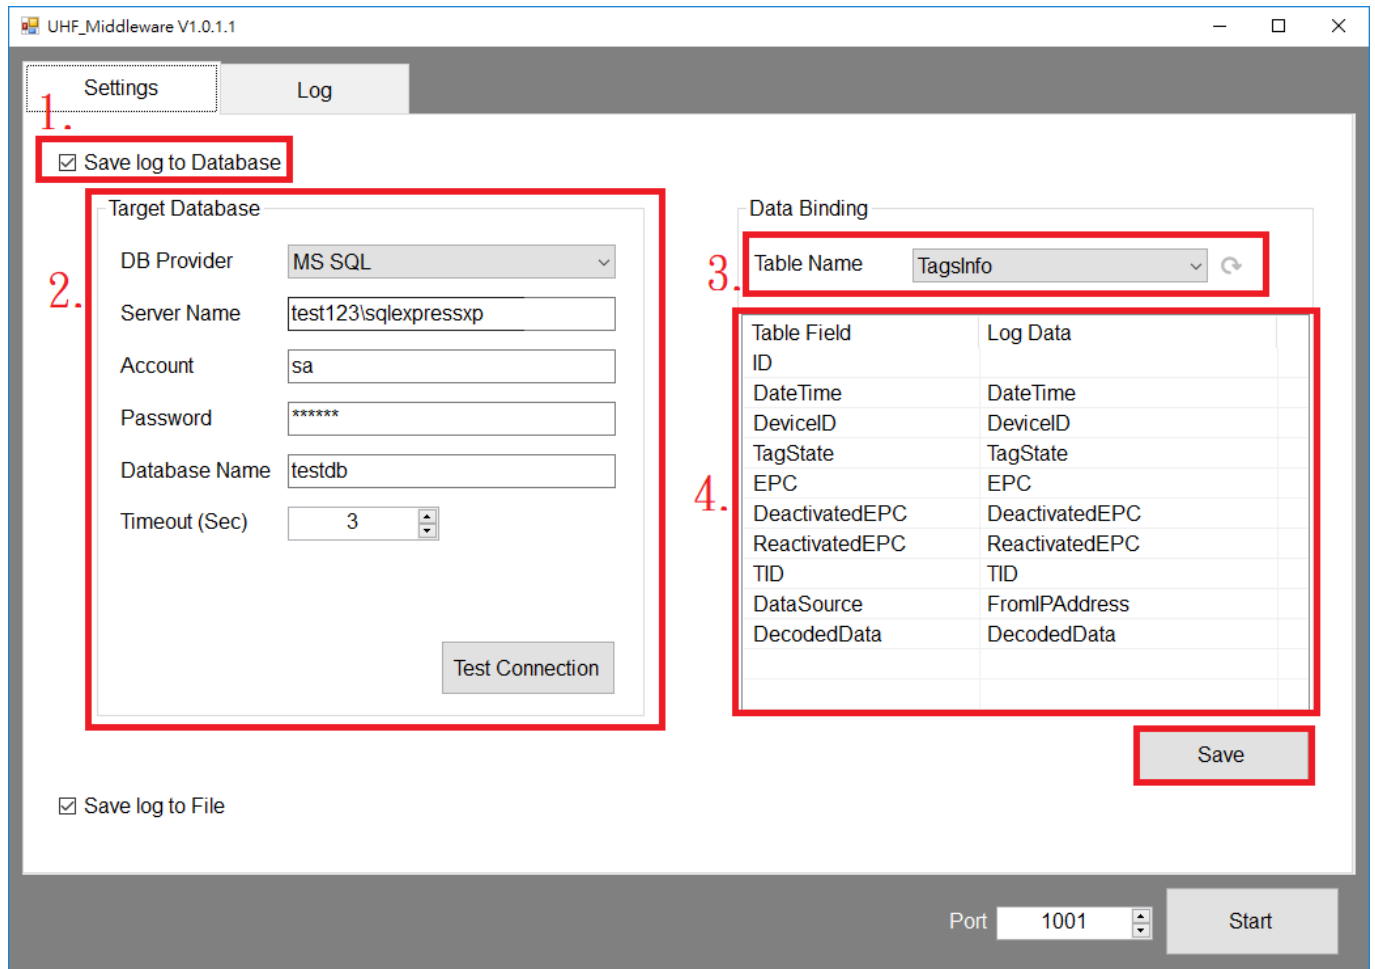 UHF_Middleware V1.0.1.1
Settings
Log
1.
Save log to Database
2.
Target Database
DB Provider
MS SQL
Server Name
test123\sqlexpressxp
Account
sa
Password
******
Database Name
testdb
Timeout (Sec)
3
Test Connection
Data Binding
3.
Table Name
TagsInfo
4.
Table Field Log Data
ID
DateTime DateTime
DeviceID DeviceID
TagState TagState
EPC EPC
DeactivatedEPC DeactivatedEPC
ReactivatedEPC ReactivatedEPC
TID TID
DataSource FromIPAddress
DecodedData DecodedData
Save
Save log to File
Port
1001
Start